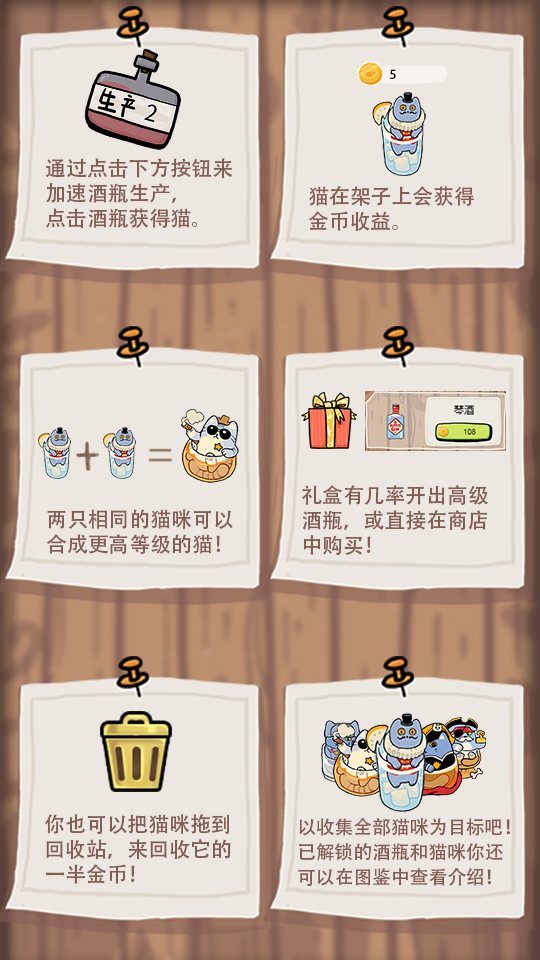 生产 2
通过点击下方按钮来
加速酒瓶生产，
点击酒瓶获得猫。
5
猫在架子上会获得
金币收益。
两只相同的猫咪可以
合成更高等级的猫！
琴酒
108
礼盒有几率开出高级
酒瓶，或直接在商店
中购买！
你也可以把猫咪拖到
回收站，来回收它的
一半金币！
以收集全部猫咪为目标吧！
已解锁的酒瓶和猫咪你还
可以在图鉴中查看介绍！